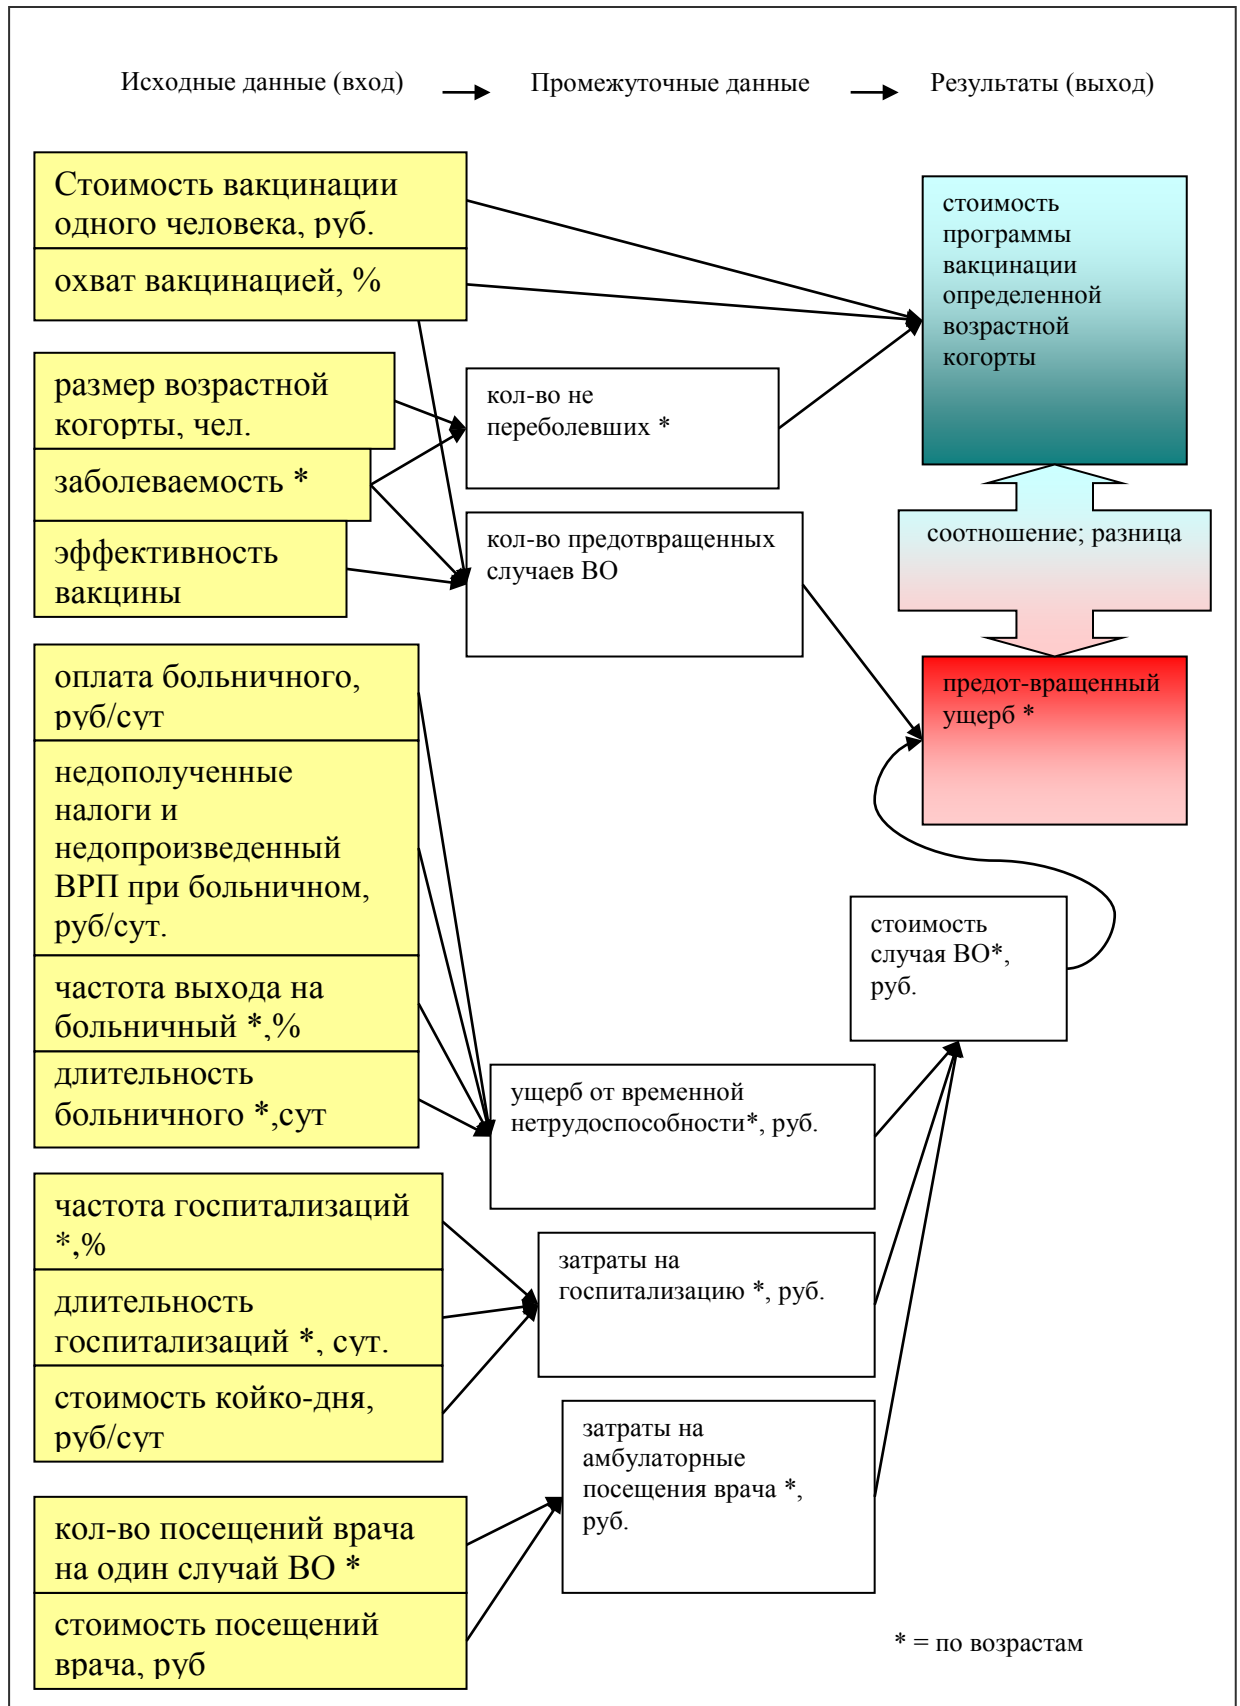 Исходные данные (вход)
Промежуточные данные
Результаты (выход)
Стоимость вакцинации
одного человека, руб.
охват вакцинацией, %
размер возрастной
когорты, чел.
заболеваемость *
эффективность
вакцины
оплата больничного,
руб/сут
недополученные
налоги и
недопроизведенный
ВРП при больничном,
руб/сут.
частота выхода на
больничный *,%
длительность
больничного *,сут
частота госпитализаций
*,%
длительность
госпитализаций *, сут.
стоимость койко-дня,
руб/сут
кол-во посещений врача
на один случай ВО *
стоимость посещений
врача, руб
кол-во не
переболевших *
кол-во предотвращенных
случаев ВО
ущерб от временной
нетрудоспособности*, руб.
затраты на
госпитализацию *, руб.
затраты на
амбулаторные
посещения врача *,
руб.
стоимость
случая ВО*,
руб.
стоимость
программы
вакцинации
определенной
возрастной
когорты
соотношение; разница
предот-вращенный
ущерб *
* = по возрастам